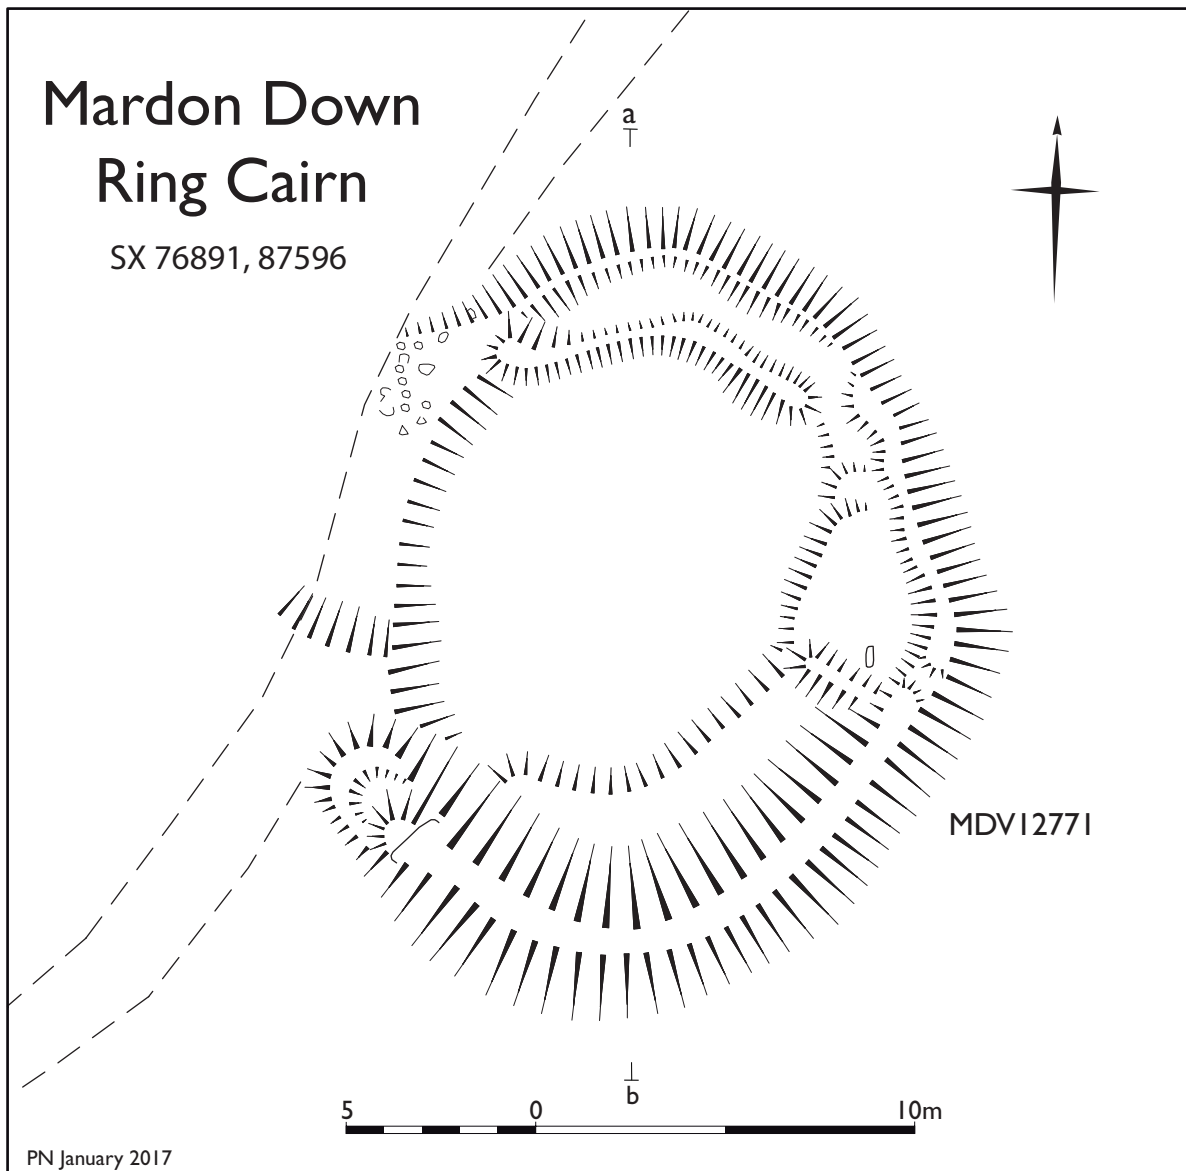 Mardon Down
Ring Cairn
SX 76891, 87596
a
MDV12771
b
5 0 10m
PN January 2017